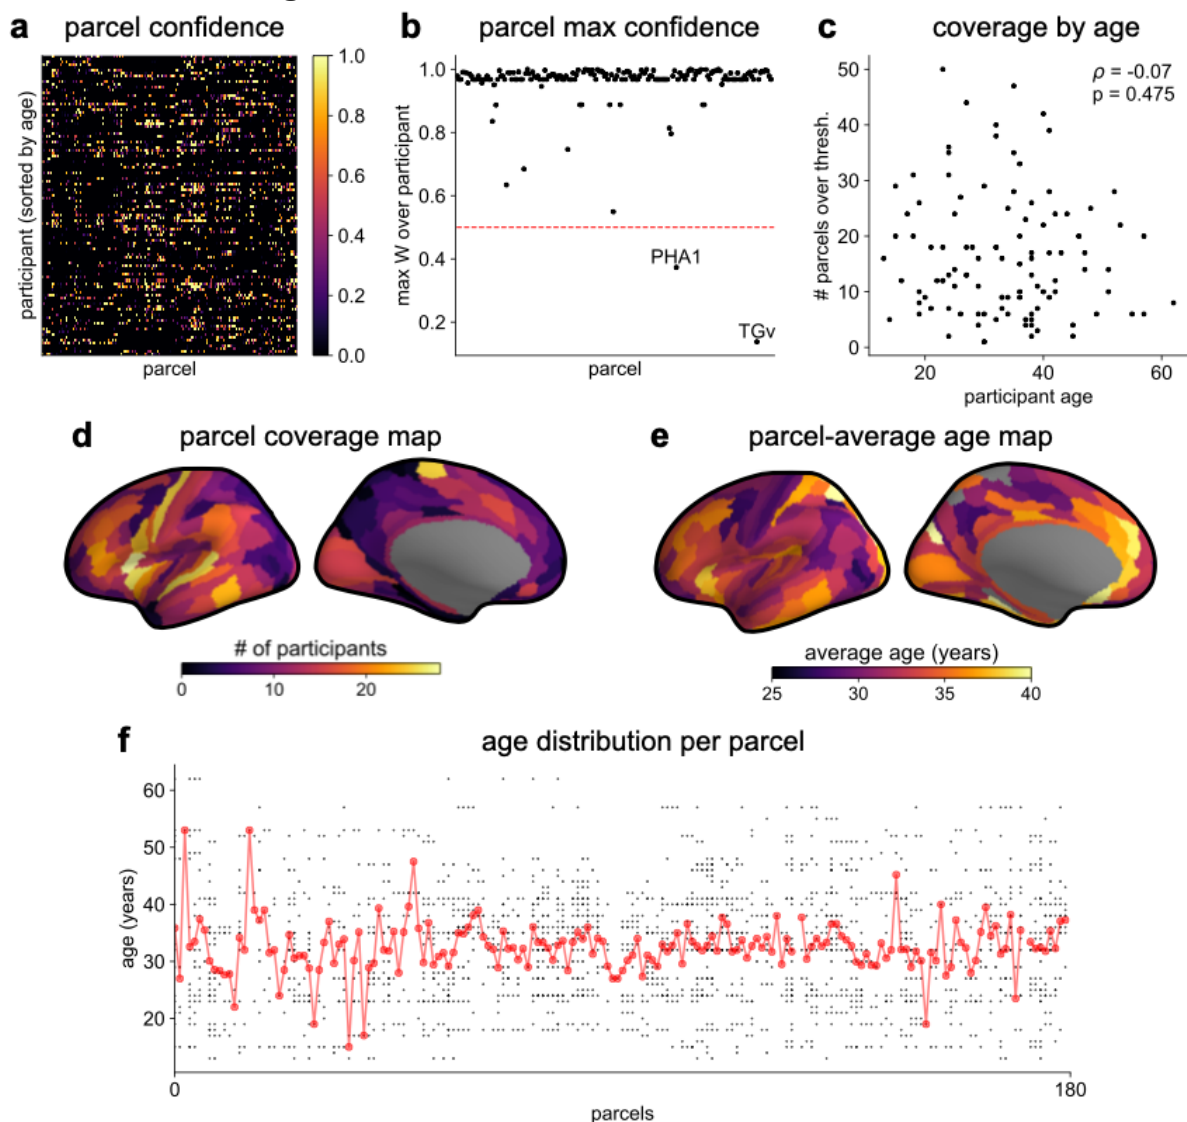 a parcel confidence
participant (sorted by age)
parcel
1.0
0.8
0.6
0.4
0.2
0.0
b parcel max confidence
max W over participant
1.0
0.8
0.6
0.4
0.2
PHA1
TGv
parcel
c coverage by age
ρ = -0.07
p = 0.475
# parcels over thresh.
50
40
30
20
10
0
20 40 60
participant age
d parcel coverage map
# of participants
0 10 20
e parcel-average age map
average age (years)
25 30 35 40
f age distribution per parcel
age (years)
60
50
40
30
20
0 180
parcels